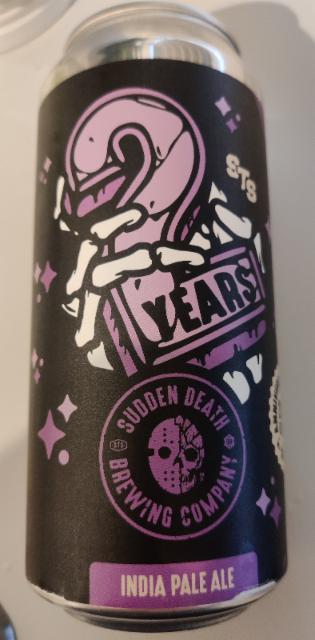 2
STS
YEARS
SUDDEN DEATH
BREWING COMPANY
INDIA PALE ALE